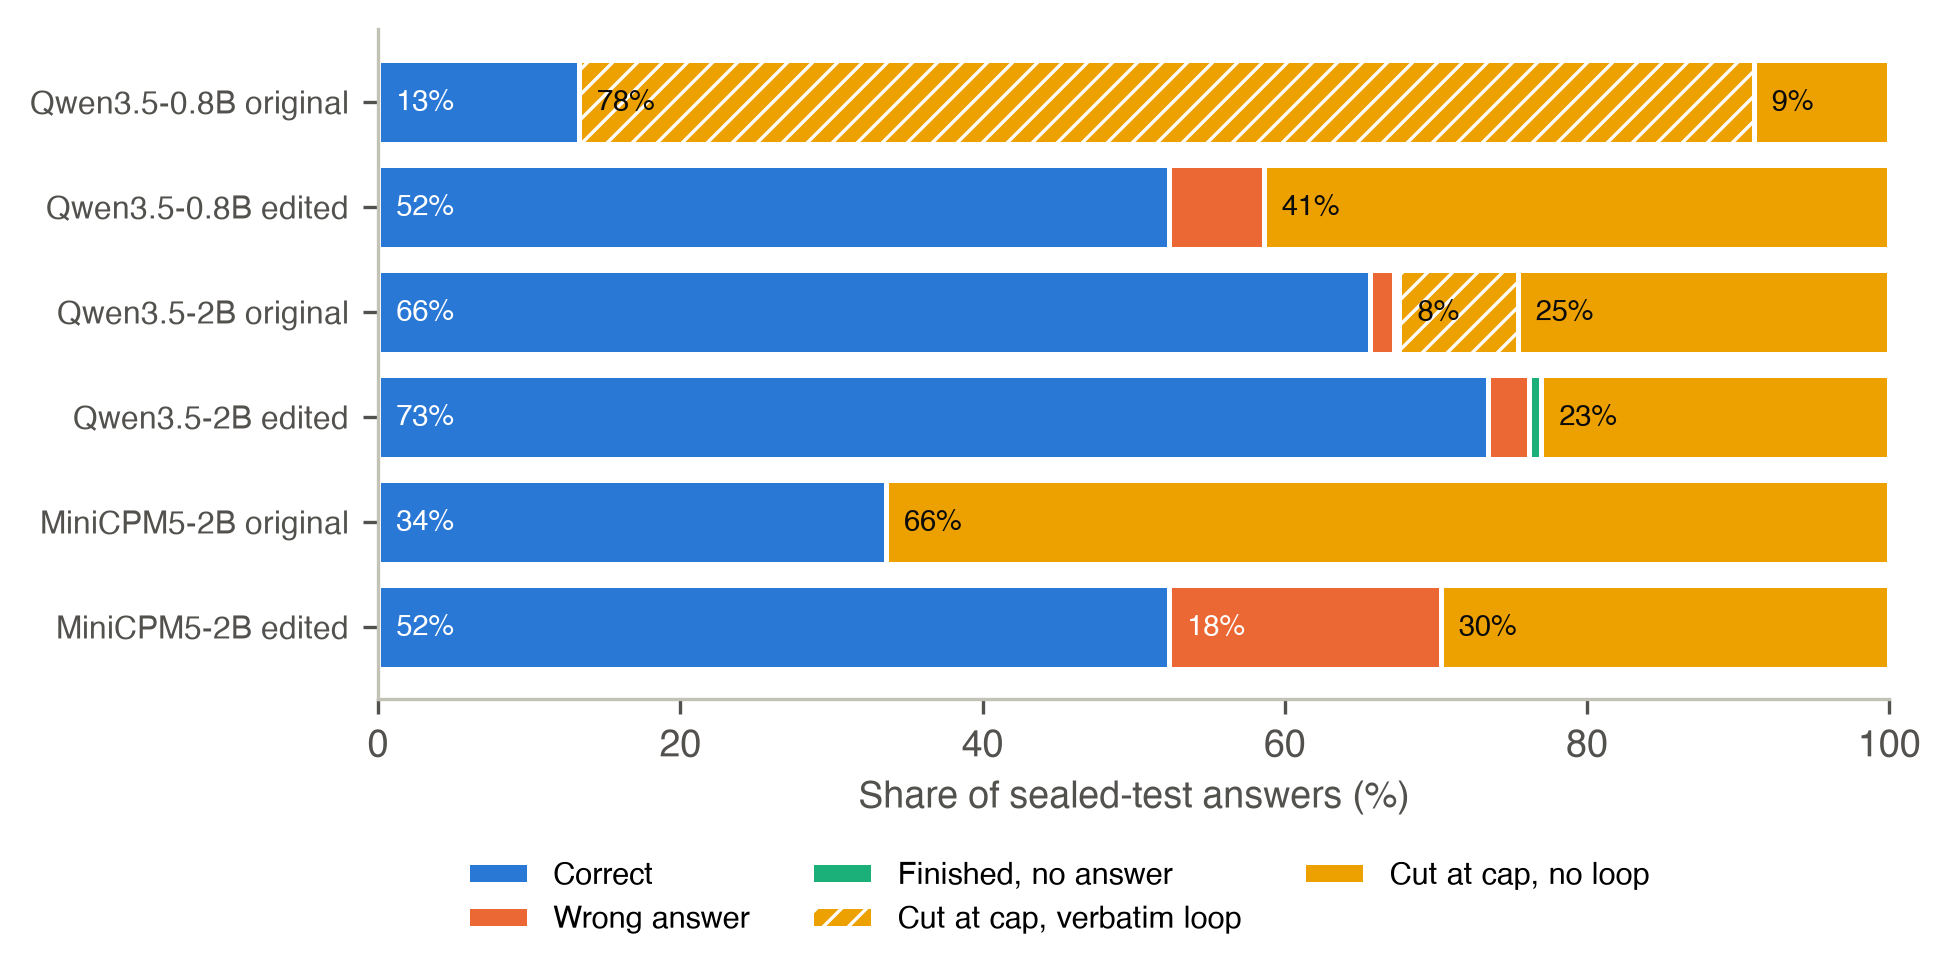 Qwen3.5-0.8B original 13% 78% 9%
Qwen3.5-0.8B edited 52% 41%
Qwen3.5-2B original 66% 8% 25%
Qwen3.5-2B edited 73% 23%
MiniCPM5-2B original 34% 66%
MiniCPM5-2B edited 52% 18% 30%
0 20 40 60 80 100
Share of sealed-test answers (%)
Correct Finished, no answer Cut at cap, no loop
Wrong answer Cut at cap, verbatim loop